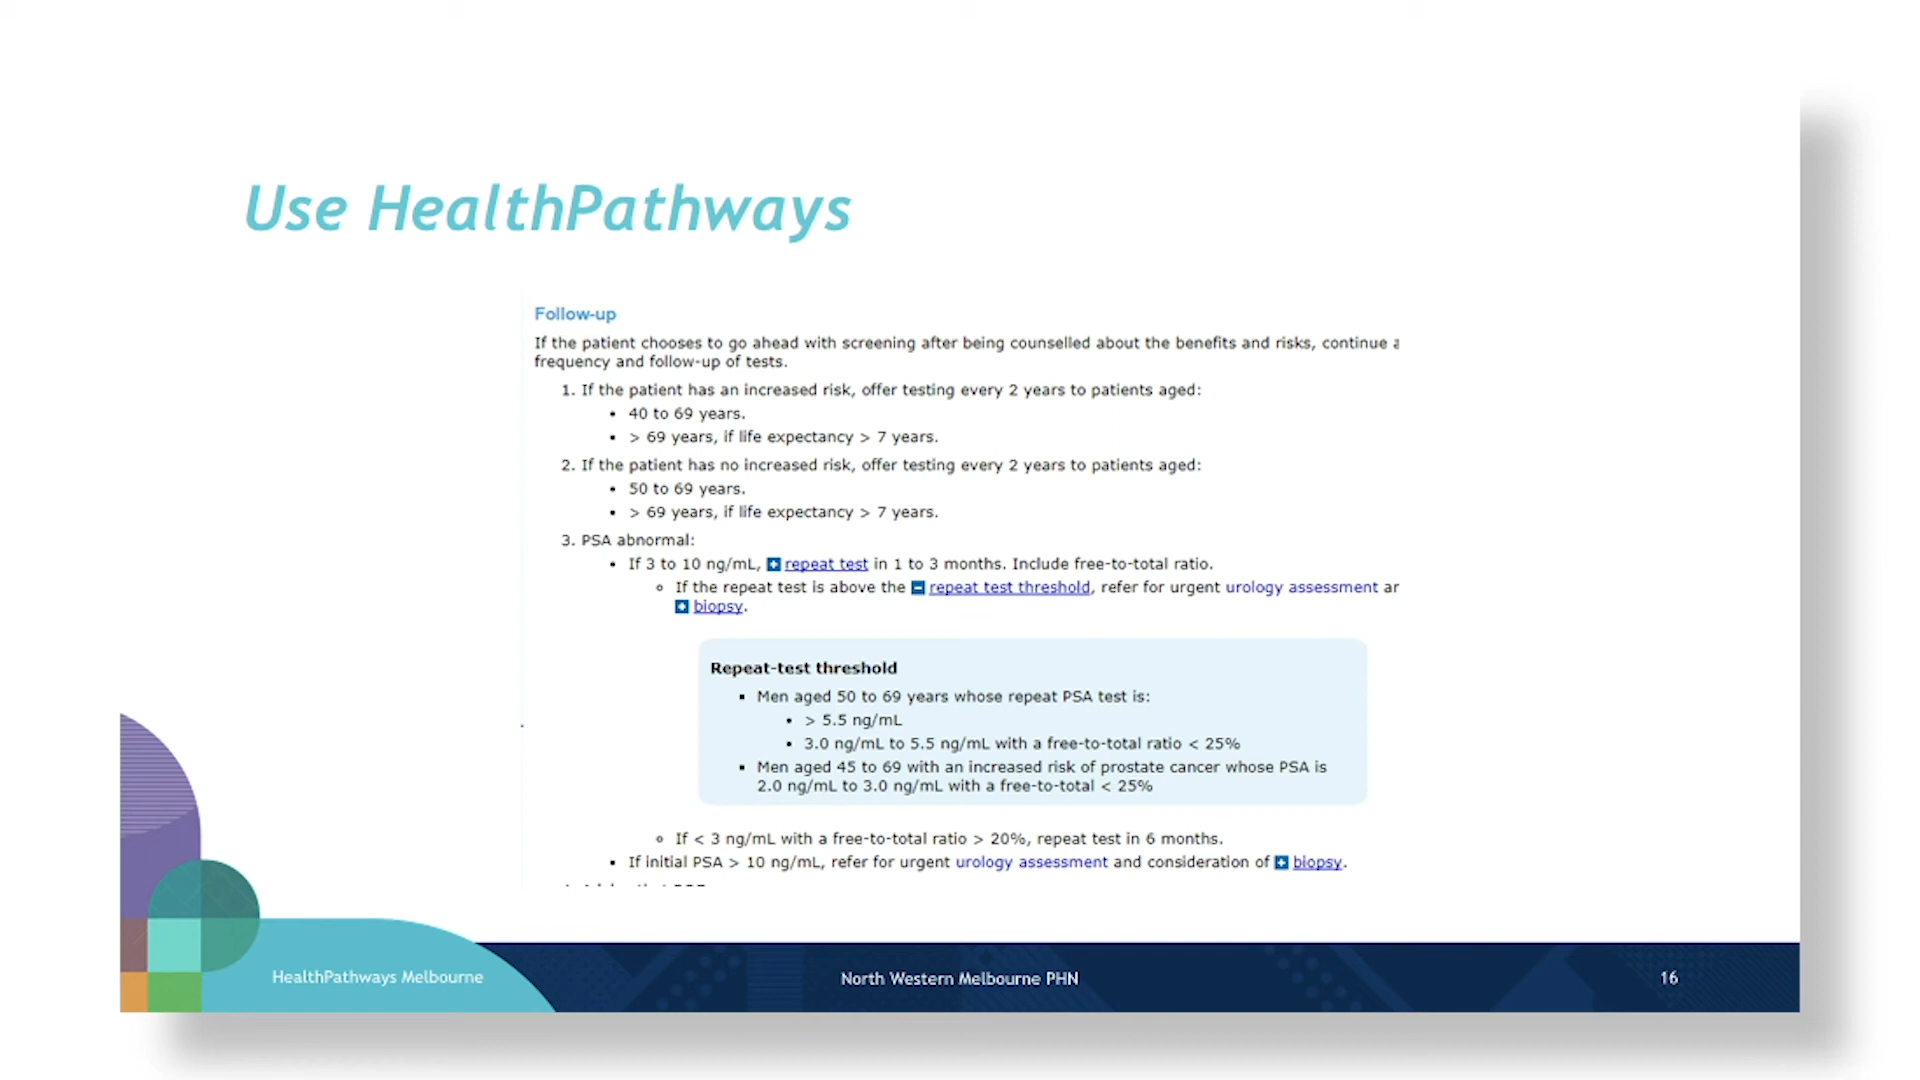 Use HealthPathways
Follow-up
If the patient chooses to go ahead with screening after being counselled about the benefits and risks, continue
frequency and follow-up of tests.
1. If the patient has an increased risk, offer testing every 2 years to patients aged:
• 40 to 69 years.
• > 69 years, if life expectancy > 7 years.
2. If the patient has no increased risk, offer testing every 2 years to patients aged:
• 50 to 69 years.
• > 69 years, if life expectancy > 7 years.
3. PSA abnormal:
• If 3 to 10 ng/mL, repeat test in 1 to 3 months. Include free-to-total ratio.
o If the repeat test is above the repeat test threshold, refer for urgent urology assessment
biopsy.
Repeat-test threshold
▪ Men aged 50 to 69 years whose repeat PSA test is:
• > 5.5 ng/mL
• 3.0 ng/mL to 5.5 ng/mL with a free-to-total ratio < 25%
▪ Men aged 45 to 69 with an increased risk of prostate cancer whose PSA is
2.0 ng/mL to 3.0 ng/mL with a free-to-total < 25%
o If < 3 ng/mL with a free-to-total ratio > 20%, repeat test in 6 months.
▪ If initial PSA > 10 ng/mL, refer for urgent urology assessment and consideration of biopsy.
HealthPathways Melbourne
North Western Melbourne PHN
16